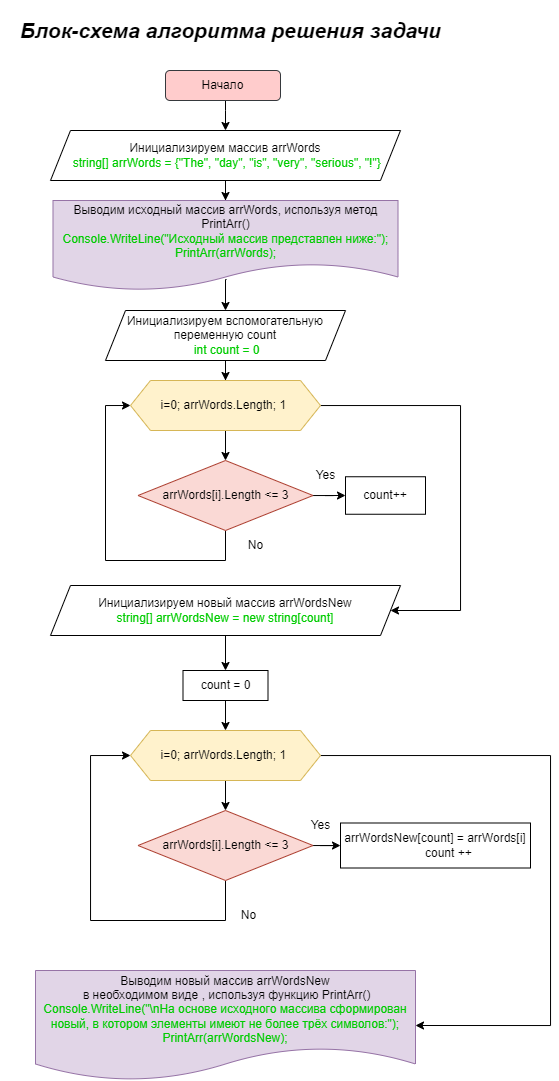 Блок-схема алгоритма решения задачи
Начало
Инициализируем массив arrWords
string[] arrWords = {"The", "day", "is", "very", "serious", "!"}
Выводим исходный массив arrWords, используя метод
PrintArr()
Console.WriteLine("Исходный массив представлен ниже:");
PrintArr(arrWords);
Инициализируем вспомогательную
переменную count
int count = 0
i=0; arrWords.Length; 1
arrWords[i].Length <= 3
Yes
count++
No
Инициализируем новый массив arrWordsNew
string[] arrWordsNew = new string[count]
count = 0
i=0; arrWords.Length; 1
arrWords[i].Length <= 3
Yes
arrWordsNew[count] = arrWords[i]
count ++
No
Выводим новый массив arrWordsNew
в необходимом виде , используя функцию PrintArr()
Console.WriteLine("\nНа основе исходного массива сформирован
новый, в котором элементы имеют не более трёх символов:");
PrintArr(arrWordsNew);